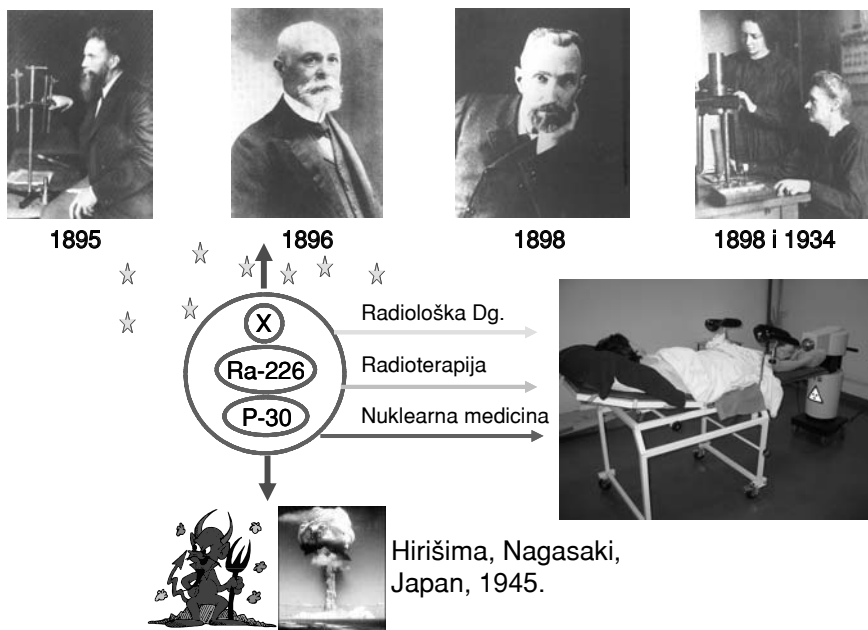 1895
1896
1898
1898 i 1934
X
Radiološka Dg.
Ra-226
Radioterapija
P-30
Nuklearna medicina
Hirišima, Nagasaki,
Japan, 1945.